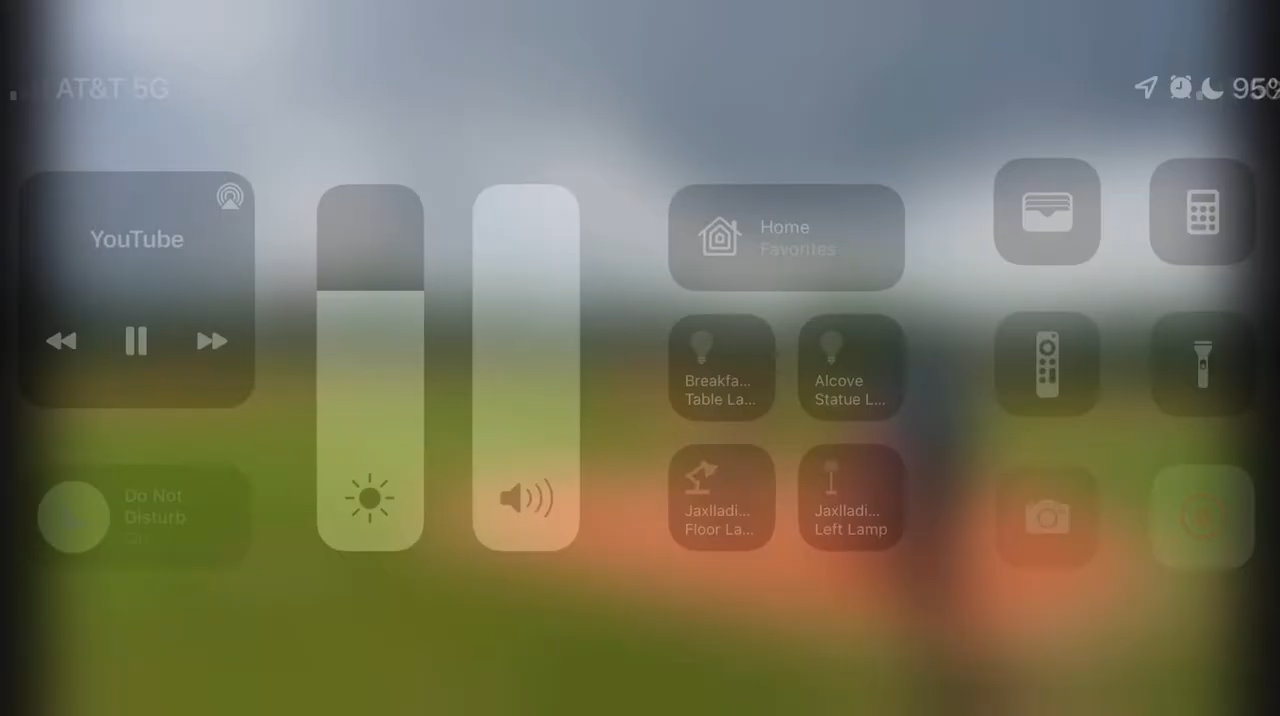 AT&T 5G
95%
YouTube
Home
Favorites
Breakfa...
Table La...
Alcove
Statue L...
Do Not
Disturb
On
Jaxlladi...
Floor La...
Jaxlladi...
Left Lamp